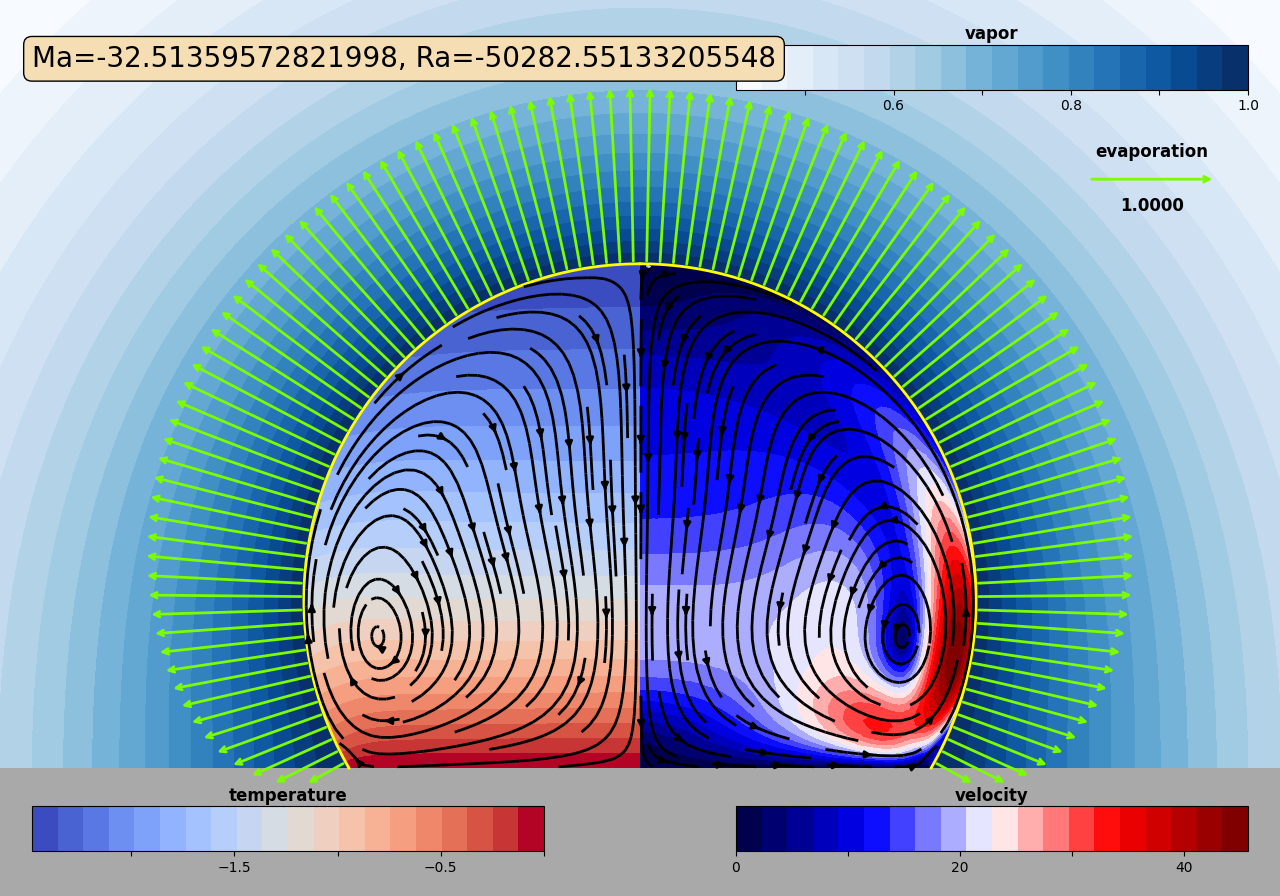 vapor
Ma=-32.51359572821998, Ra=-50282.55133205548
0.6 0.8 1.0
evaporation
1.0000
temperature velocity
−1.5 −0.5 0 20 40